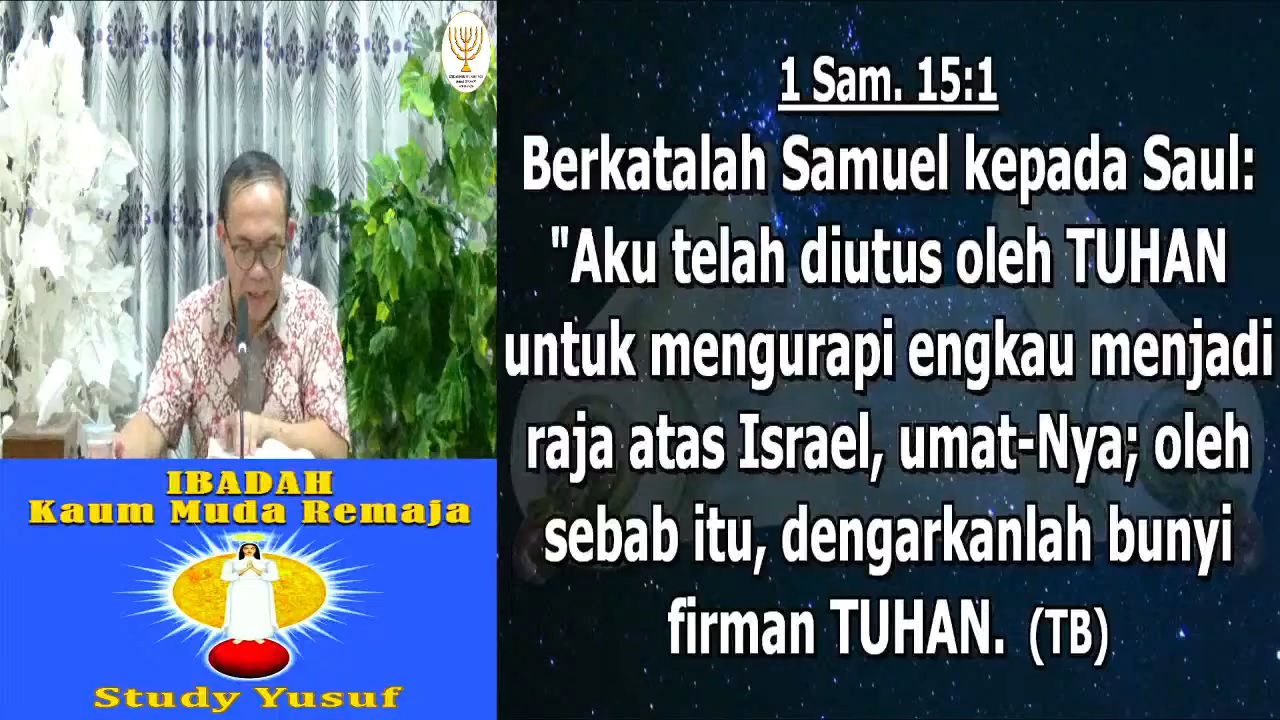 1 Sam. 15:1
Berkatalah Samuel kepada Saul:
"Aku telah diutus oleh TUHAN
untuk mengurapi engkau menjadi
raja atas Israel, umat-Nya; oleh
sebab itu, dengarkanlah bunyi
firman TUHAN. (TB)
IBADAH
Kaum Muda Remaja
Study Yusuf